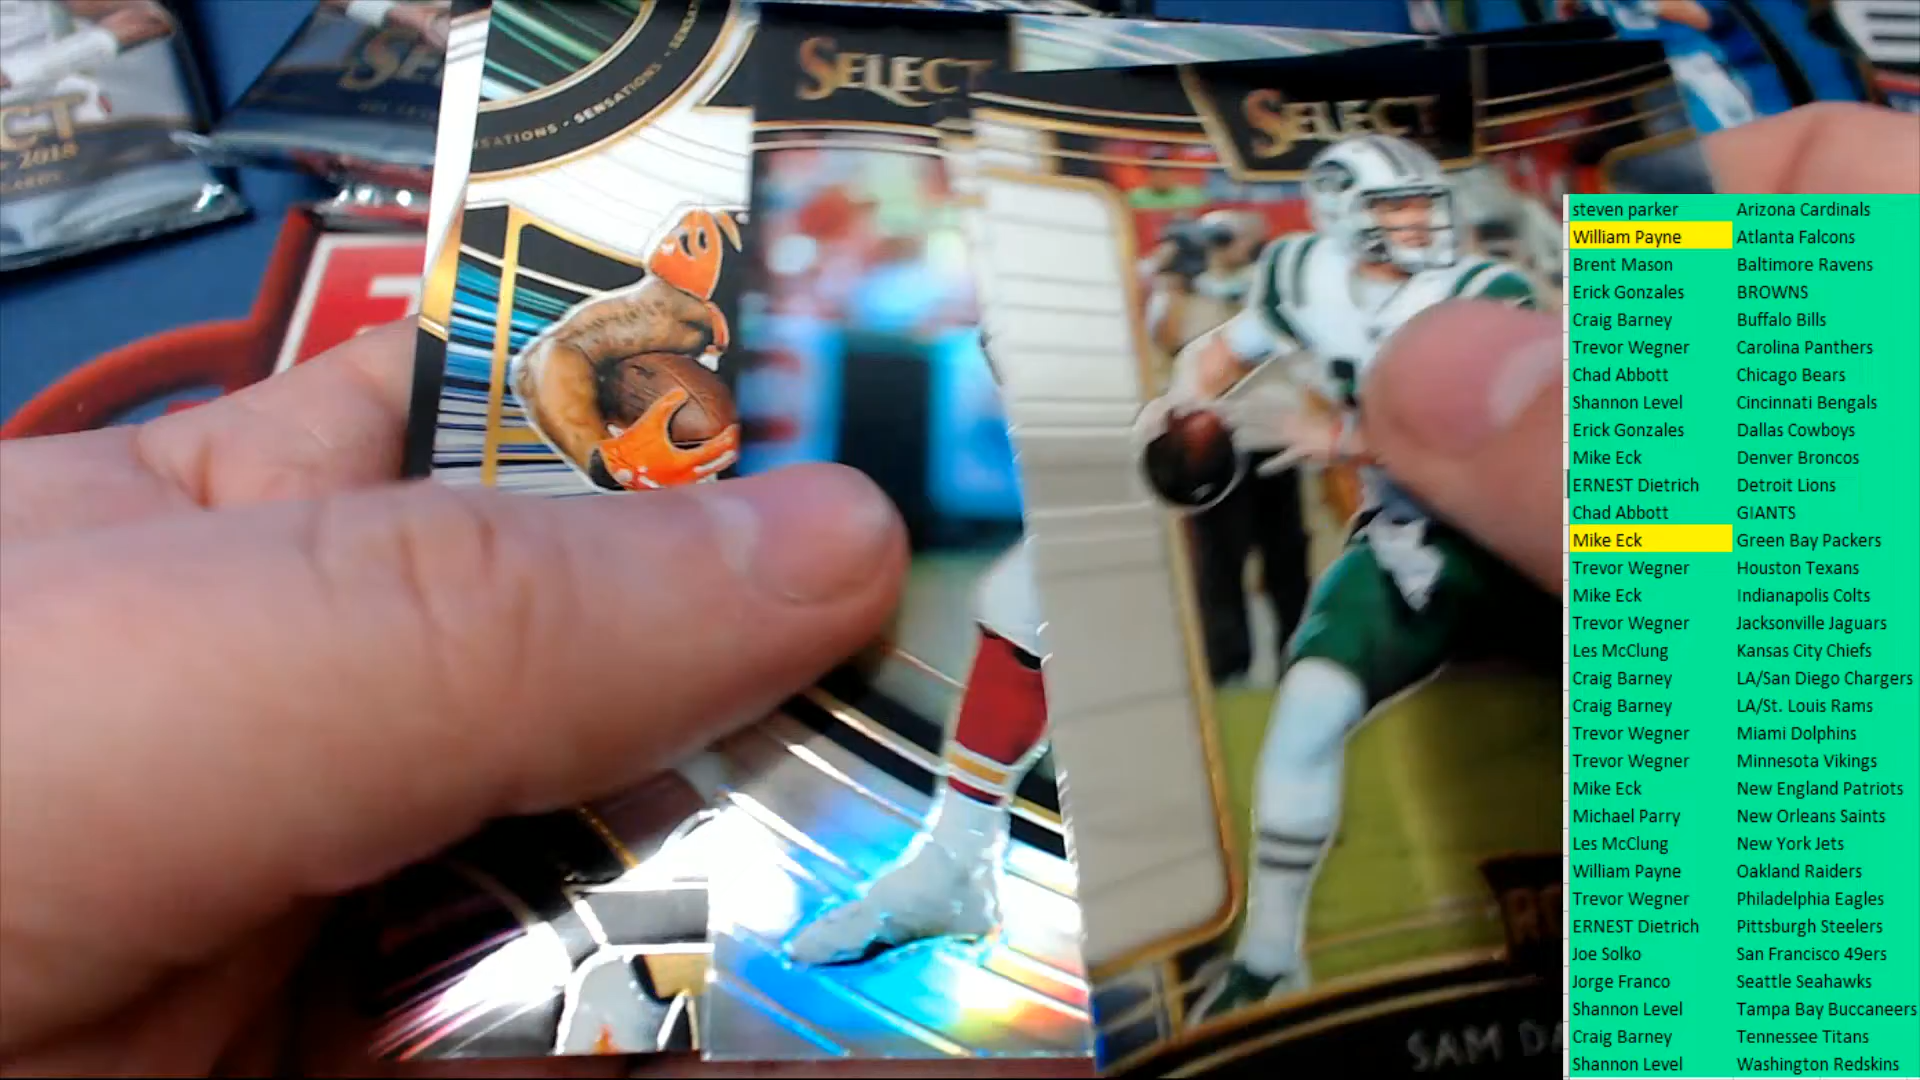 CT
2018
CARDS
SENSATIONS • SENSATIONS
SELECT
SELECT
RO
SAM DA
steven parker Arizona Cardinals
William Payne Atlanta Falcons
Brent Mason Baltimore Ravens
Erick Gonzales BROWNS
Craig Barney Buffalo Bills
Trevor Wegner Carolina Panthers
Chad Abbott Chicago Bears
Shannon Level Cincinnati Bengals
Erick Gonzales Dallas Cowboys
Mike Eck Denver Broncos
ERNEST Dietrich Detroit Lions
Chad Abbott GIANTS
Mike Eck Green Bay Packers
Trevor Wegner Houston Texans
Mike Eck Indianapolis Colts
Trevor Wegner Jacksonville Jaguars
Les McClung Kansas City Chiefs
Craig Barney LA/San Diego Chargers
Craig Barney LA/St. Louis Rams
Trevor Wegner Miami Dolphins
Trevor Wegner Minnesota Vikings
Mike Eck New England Patriots
Michael Parry New Orleans Saints
Les McClung New York Jets
William Payne Oakland Raiders
Trevor Wegner Philadelphia Eagles
ERNEST Dietrich Pittsburgh Steelers
Joe Solko San Francisco 49ers
Jorge Franco Seattle Seahawks
Shannon Level Tampa Bay Buccaneers
Craig Barney Tennessee Titans
Shannon Level Washington Redskins